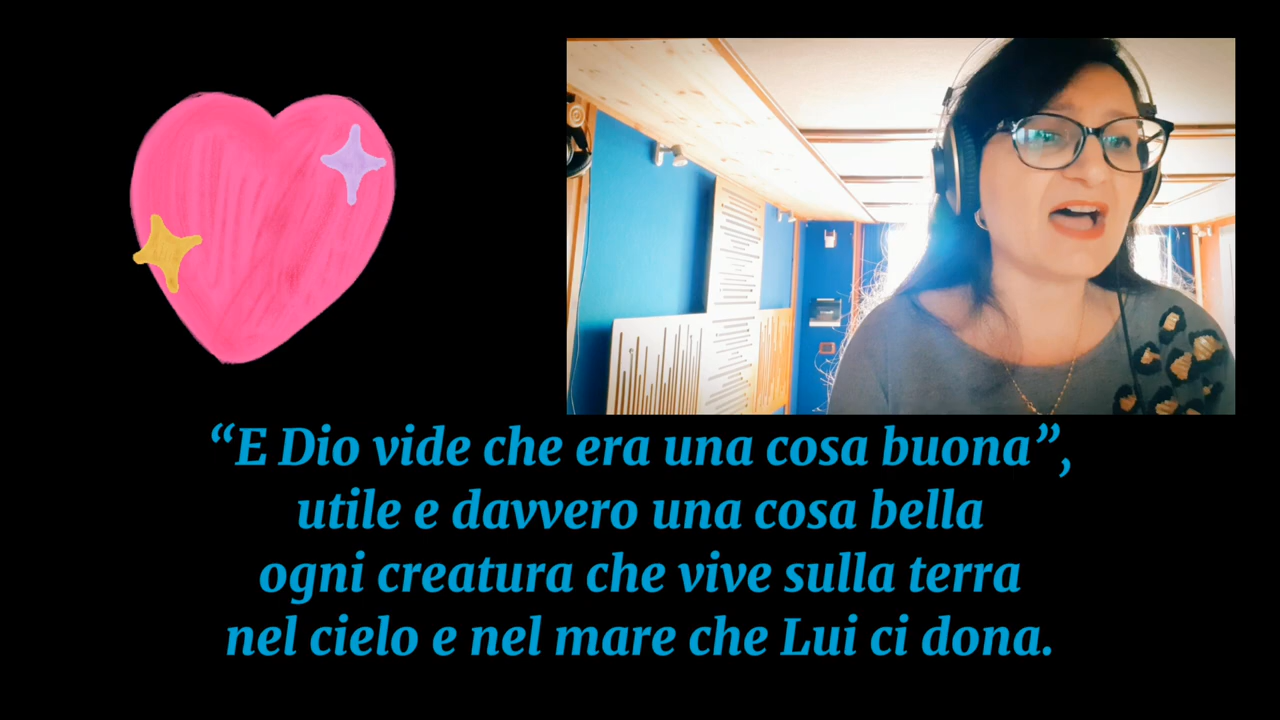 “E Dio vide che era una cosa buona”,
utile e davvero una cosa bella
ogni creatura che vive sulla terra
nel cielo e nel mare che Lui ci dona.